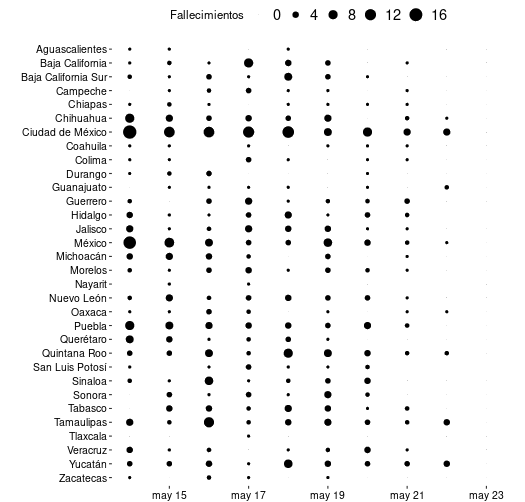 Fallecimientos 0 4 8 12 16
Aguascalientes
Baja California
Baja California Sur
Campeche
Chiapas
Chihuahua
Ciudad de México
Coahuila
Colima
Durango
Guanajuato
Guerrero
Hidalgo
Jalisco
México
Michoacán
Morelos
Nayarit
Nuevo León
Oaxaca
Puebla
Querétaro
Quintana Roo
San Luis Potosí
Sinaloa
Sonora
Tabasco
Tamaulipas
Tlaxcala
Veracruz
Yucatán
Zacatecas
may 15 may 17 may 19 may 21 may 23